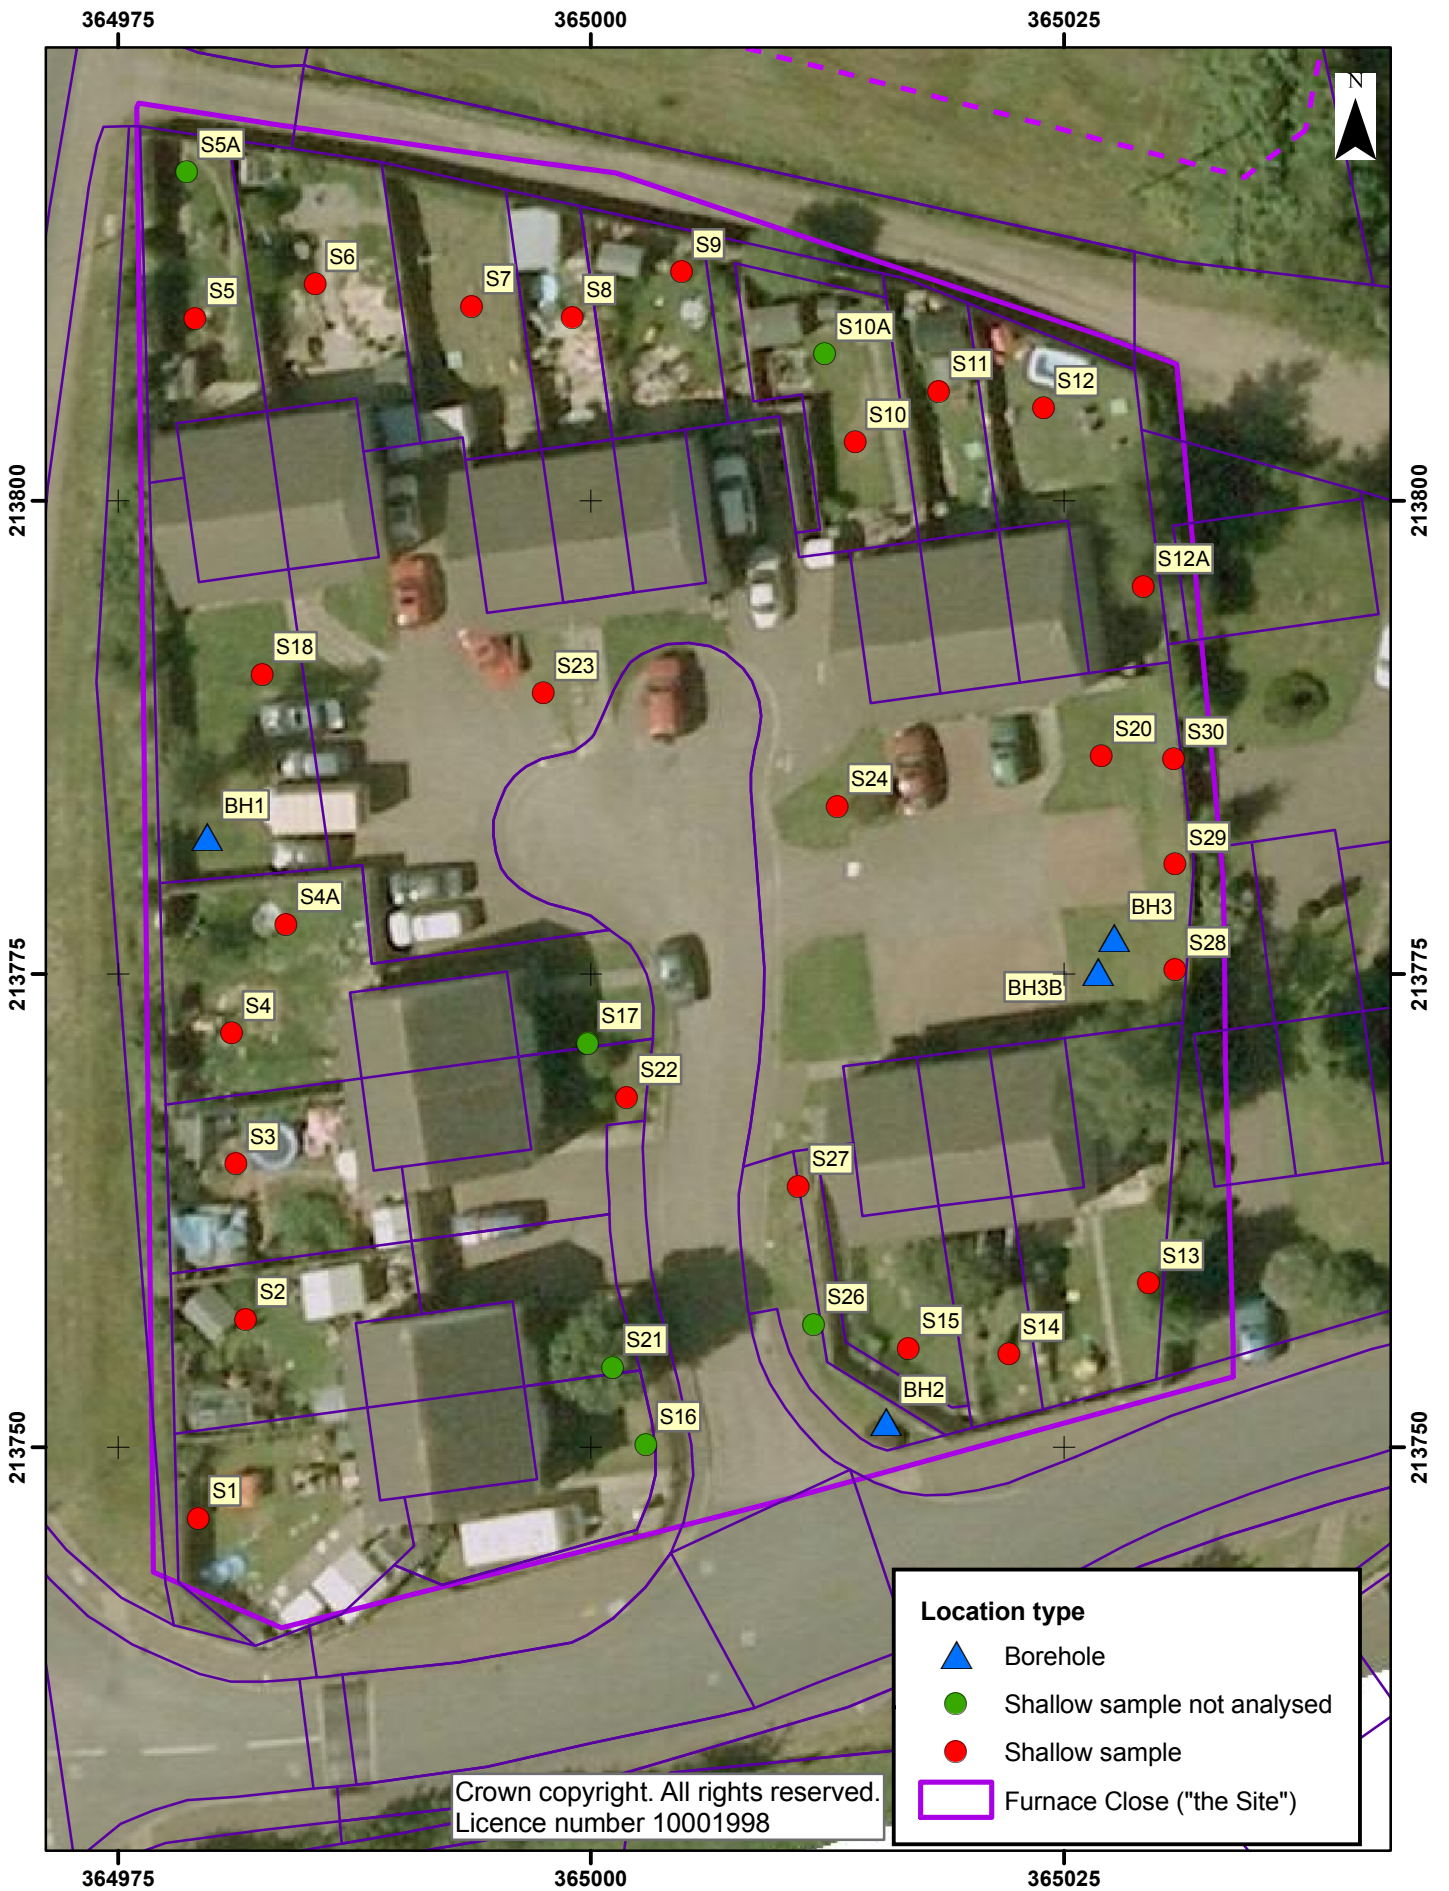 364975
365000
365025
N
S5A
S9
S6
S5
S7
S8
S10A
S11
S12
S10
213800
213800
S12A
S18
S23
S20
S30
S24
BH1
S29
S4A
BH3
S28
213775
213775
BH3B
S4
S17
S22
S3
S27
S13
S2
S26
S15
S14
S21
BH2
S16
213750
213750
S1
Location type
Borehole
Shallow sample not analysed
Shallow sample
Furnace Close ("the Site")
Crown copyright. All rights reserved.
Licence number 10001998
364975
365000
365025